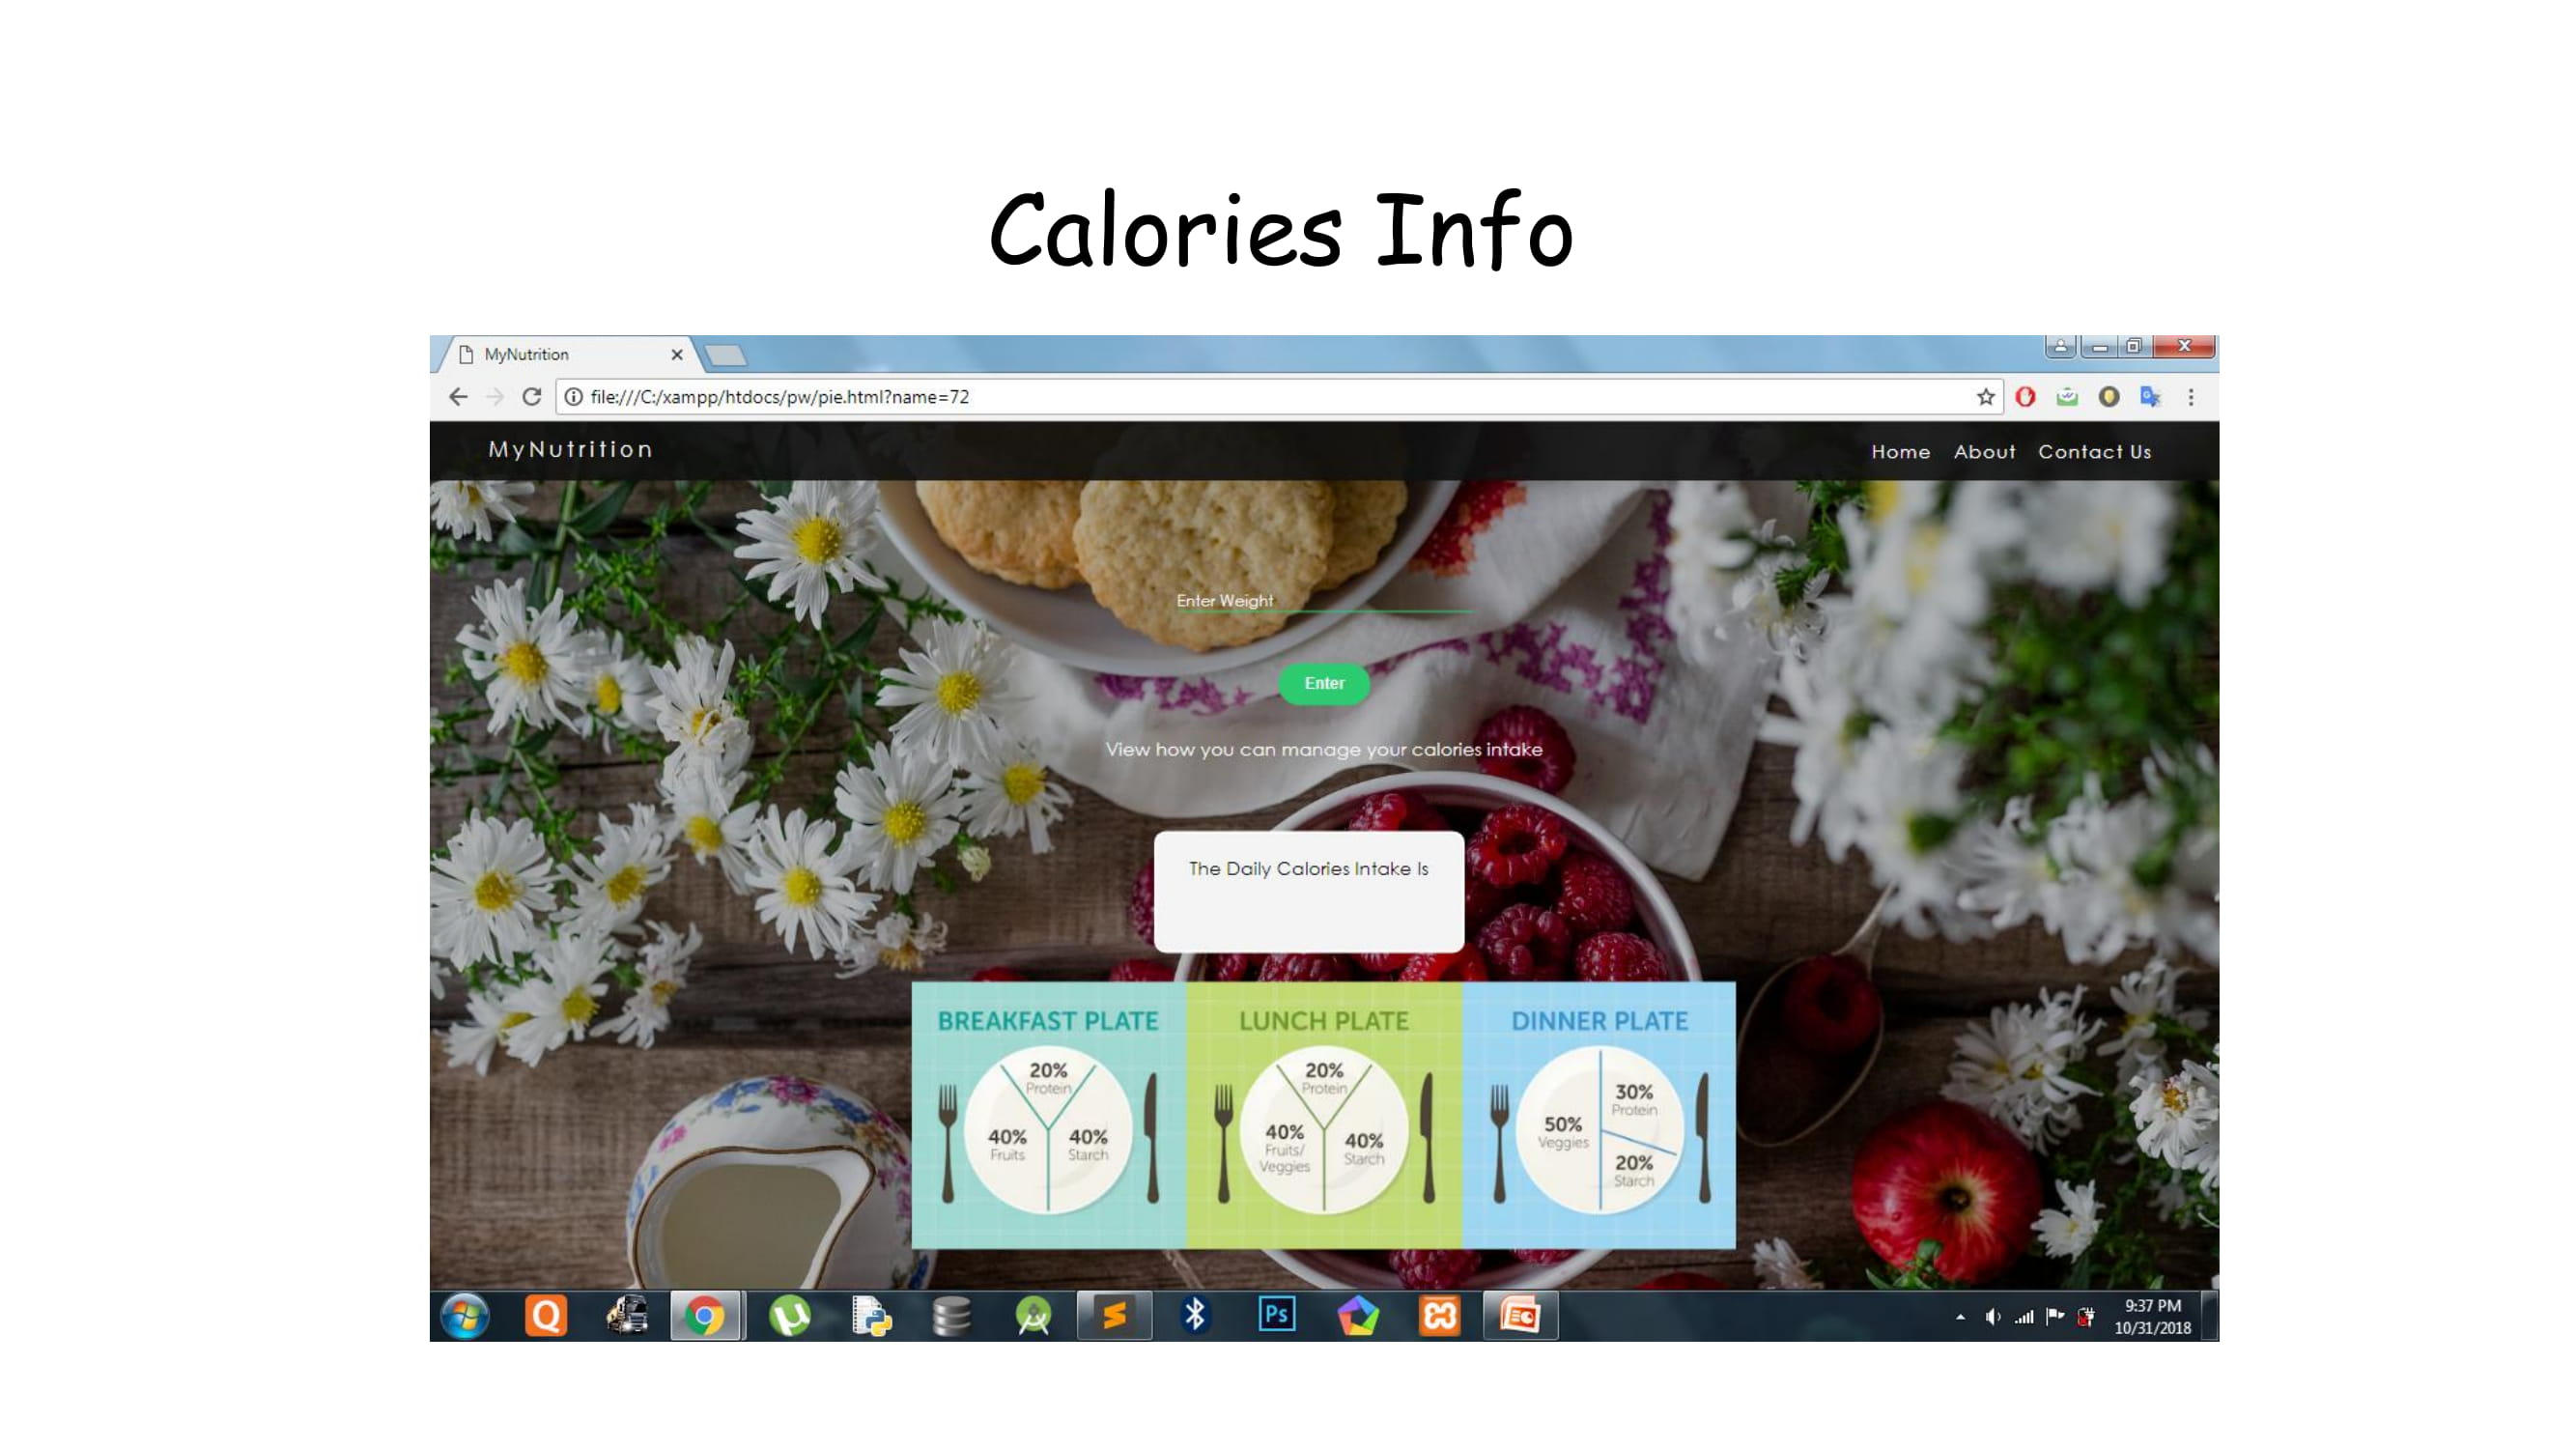 Calories Info
MyNutrition
file:///C:/xampp/htdocs/pw/pie.html?name=72
MyNutrition
Home About Contact Us
Enter Weight
Enter
View how you can manage your calories intake
The Daily Calories Intake Is
BREAKFAST PLATE
20%
Protein
40%
Fruits
40%
Starch
LUNCH PLATE
20%
Protein
40%
Fruits/
Veggies
40%
Starch
DINNER PLATE
50%
Veggies
30%
Protein
20%
Starch
Q
Ps
9:37 PM
10/31/2018